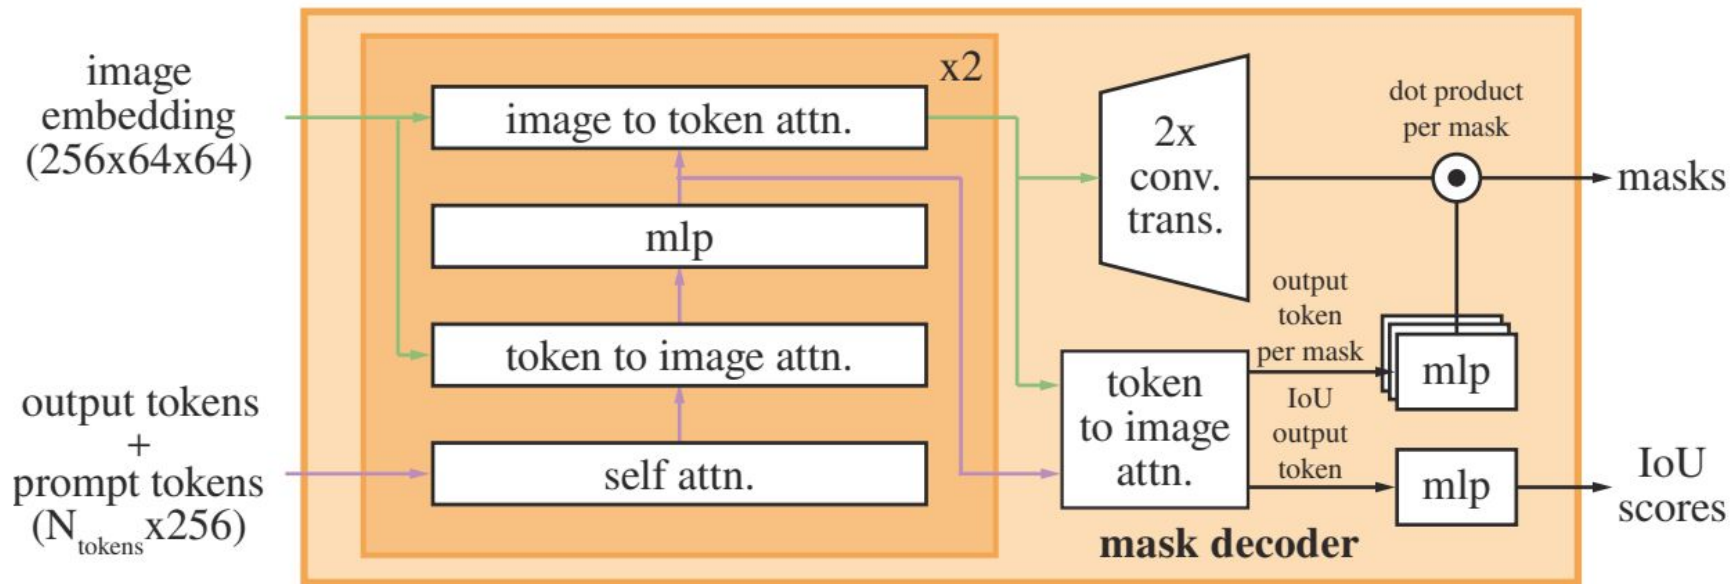 image
embedding
(256x64x64)
output tokens
+
prompt tokens
(N_tokens x256)
x2
image to token attn.
mlp
token to image attn.
self attn.
2x
conv.
trans.
dot product
per mask
masks
output
token
per mask
mlp
token
to image
attn.
IoU
output
token
mlp
IoU
scores
mask decoder